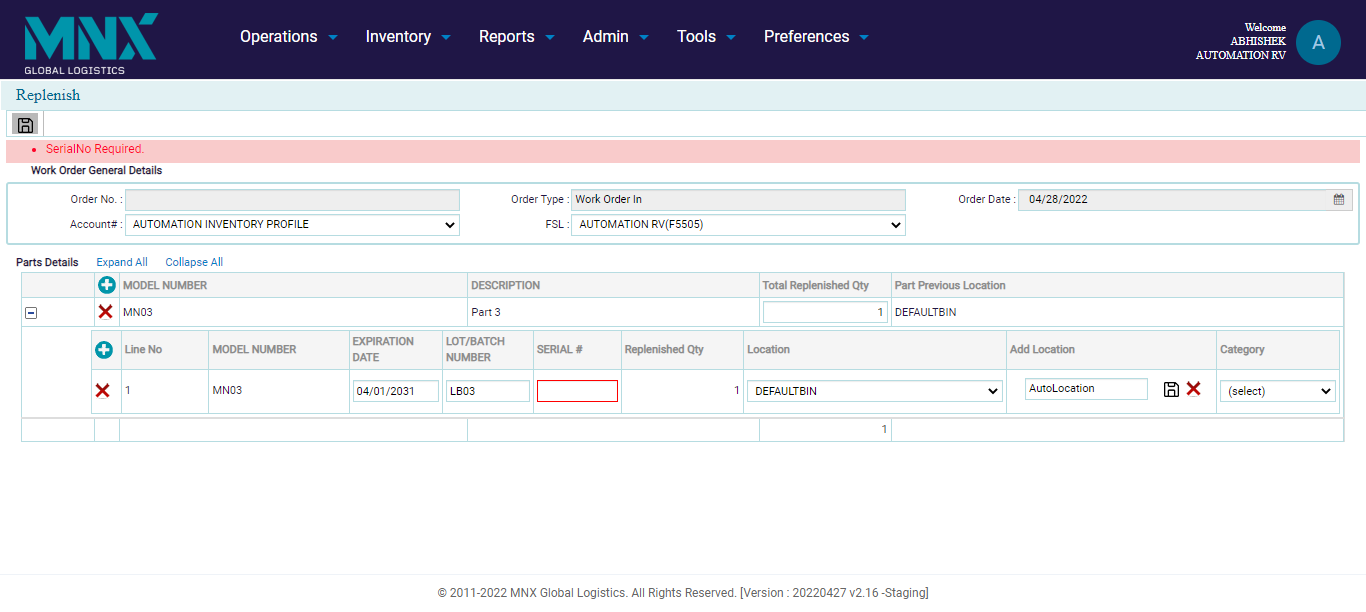 MNX
GLOBAL LOGISTICS
Operations Inventory Reports Admin Tools Preferences
Welcome
ABHISHEK
AUTOMATION RV
A
Replenish
SerialNo Required.
Work Order General Details
Order No. : Order Type : Work Order In Order Date : 04/28/2022
Account# : AUTOMATION INVENTORY PROFILE FSL : AUTOMATION RV(F5505)
Parts Details Expand All Collapse All
MODEL NUMBER DESCRIPTION Total Replenished Qty Part Previous Location
MN03 Part 3 1 DEFAULTBIN
Line No MODEL NUMBER EXPIRATION DATE LOT/BATCH NUMBER SERIAL # Replenished Qty Location Add Location Category
1 MN03 04/01/2031 LB03 1 DEFAULTBIN AutoLocation (select)
1
© 2011-2022 MNX Global Logistics. All Rights Reserved. [Version : 20220427 v2.16 -Staging]